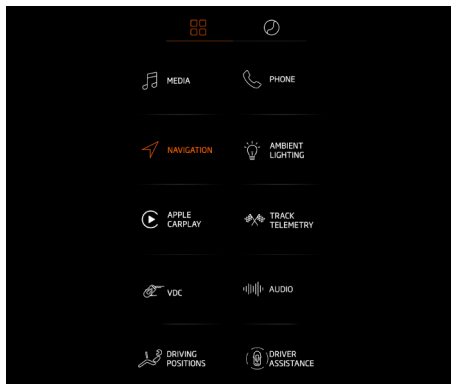 MEDIA
PHONE
NAVIGATION
AMBIENT
LIGHTING
APPLE
CARPLAY
TRACK
TELEMETRY
VDC
AUDIO
DRIVING
POSITIONS
DRIVER
ASSISTANCE